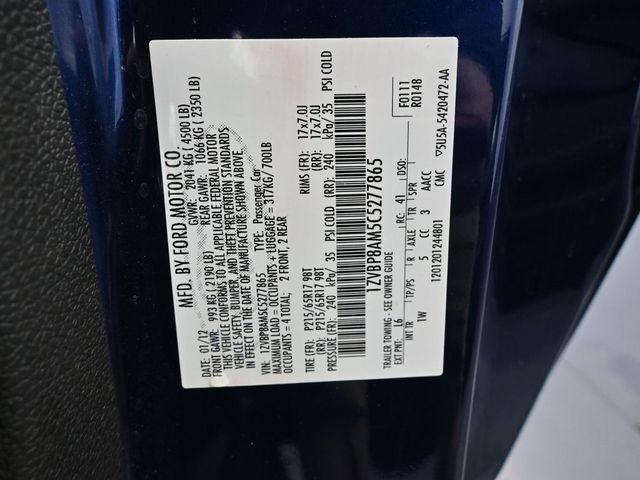 MFD. BY FORD MOTOR CO.
DATE: 01/12 GVWR: 2041 KG ( 4500 LB)
FRONT GAWR: 993 KG ( 2190 LB) REAR GAWR: 1066 KG ( 2350 LB)
THIS VEHICLE CONFORMS TO ALL APPLICABLE FEDERAL MOTOR
VEHICLE SAFETY, BUMPER, AND THEFT PREVENTION STANDARDS
IN EFFECT ON THE DATE OF MANUFACTURE SHOWN ABOVE.
VIN: 1ZVBP8AM5C5277865 TYPE: Passenger Car
MAXIMUM LOAD = OCCUPANTS + LUGGAGE = 317KG/ 700LB
OCCUPANTS = 4 TOTAL; 2 FRONT, 2 REAR
TIRE (FR): P215/65R17 98T RIMS (FR): 17x7.0J
(RR): P215/65R17 98T (RR): 17x7.0J
PRESSURE (FR): 240 kPa/ 35 PSI COLD (RR): 240 kPa/ 35 PSI COLD
1ZVBP8AM5C5277865
TRAILER TOWING - SEE OWNER GUIDE F0111
EXT PNT: L6 RC: 41 DSO: R0148
INT TR TP/PS R AXLE TR SPR
1W 5 CC 3 AACC
1201201244B01 CMC ▽5U5A-5420472-AA